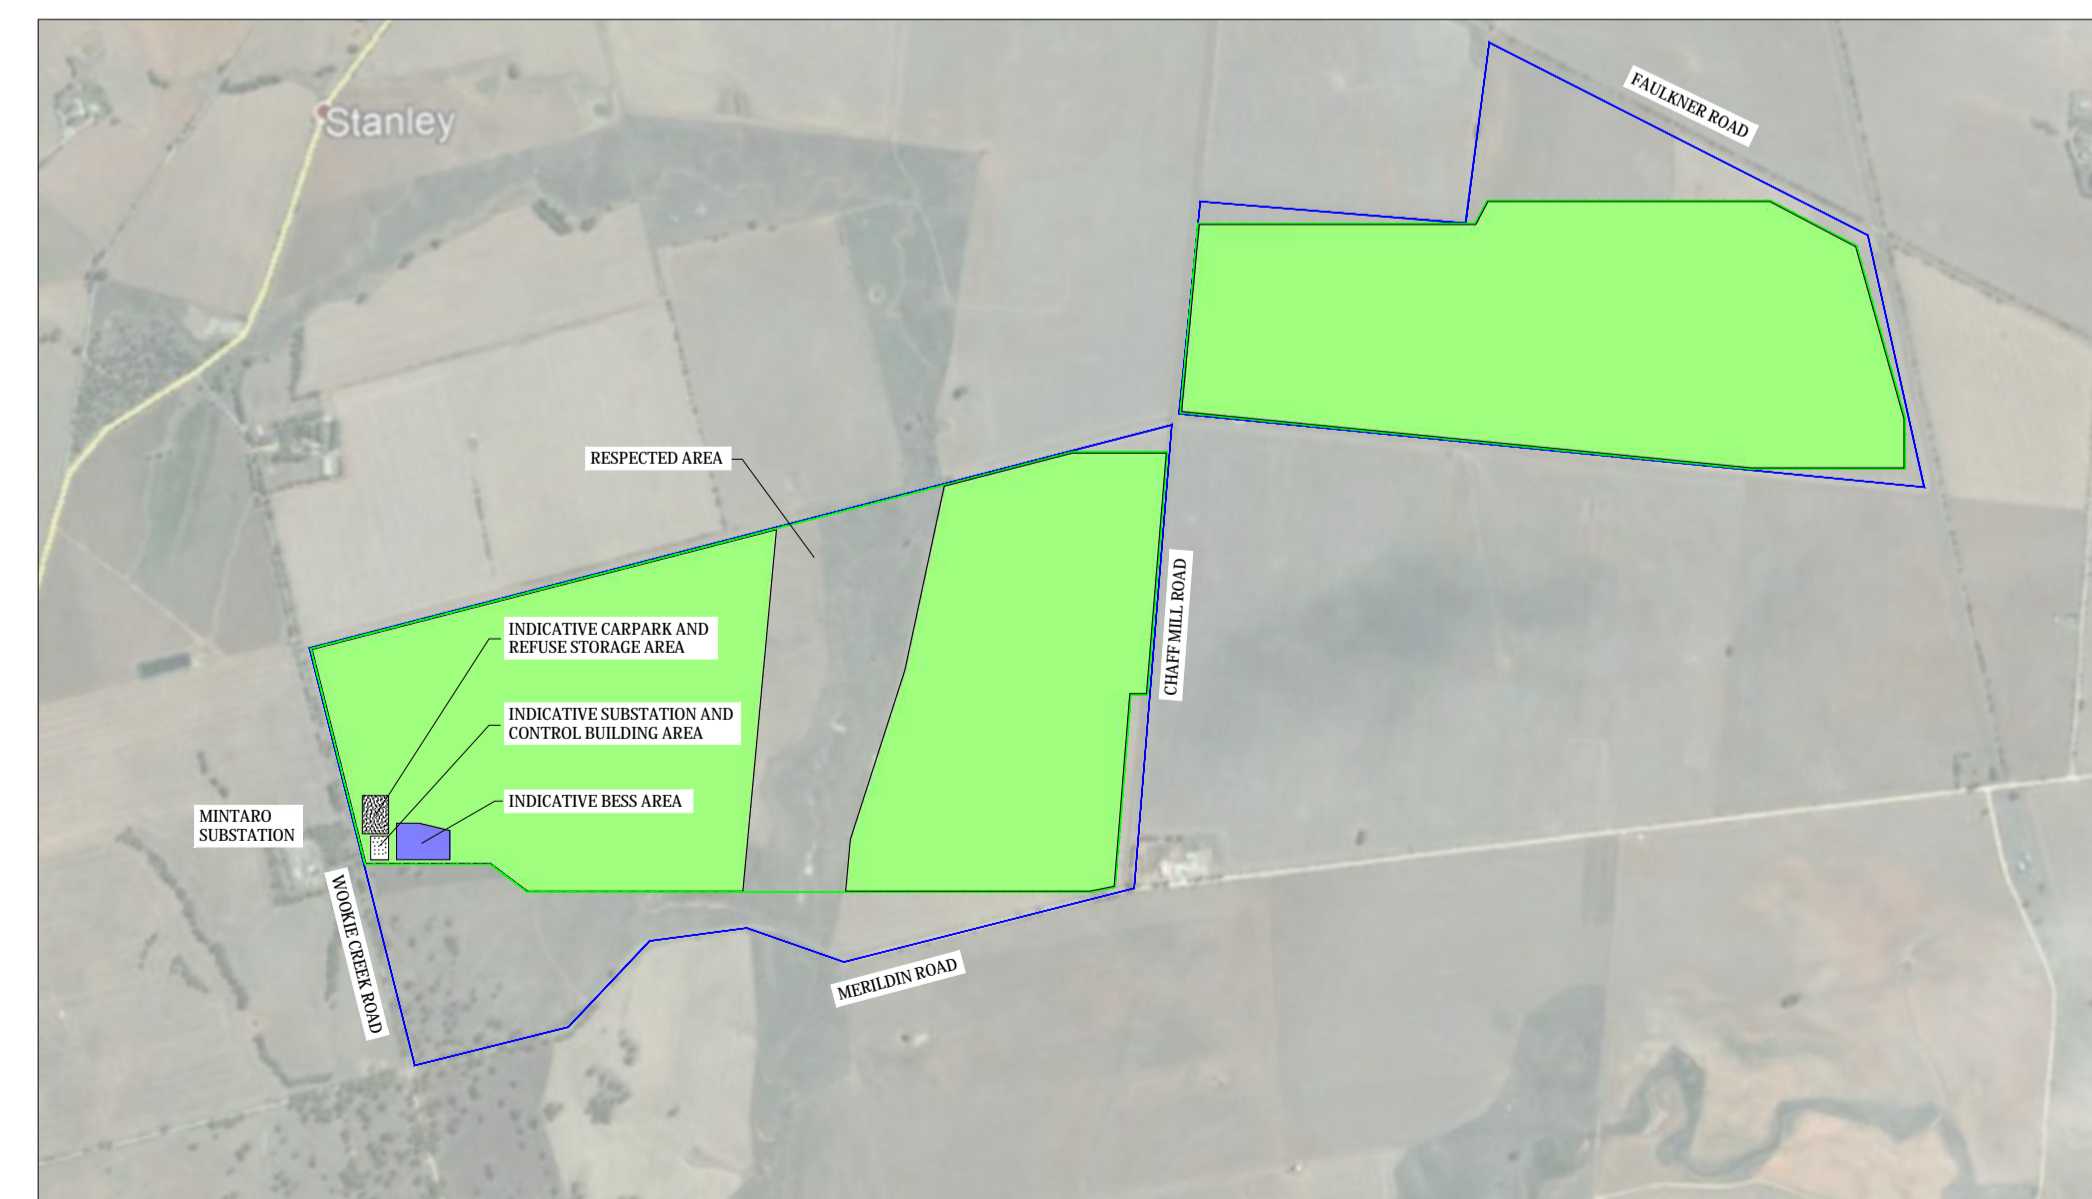 FAULKNER ROAD
Stanley
RESPECTED AREA
CHAFF MILL ROAD
INDICATIVE CARPARK AND
REFUSE STORAGE AREA
INDICATIVE SUBSTATION AND
CONTROL BUILDING AREA
INDICATIVE BESS AREA
MINTARO
SUBSTATION
WOOKIE CREEK ROAD
MERILDIN ROAD